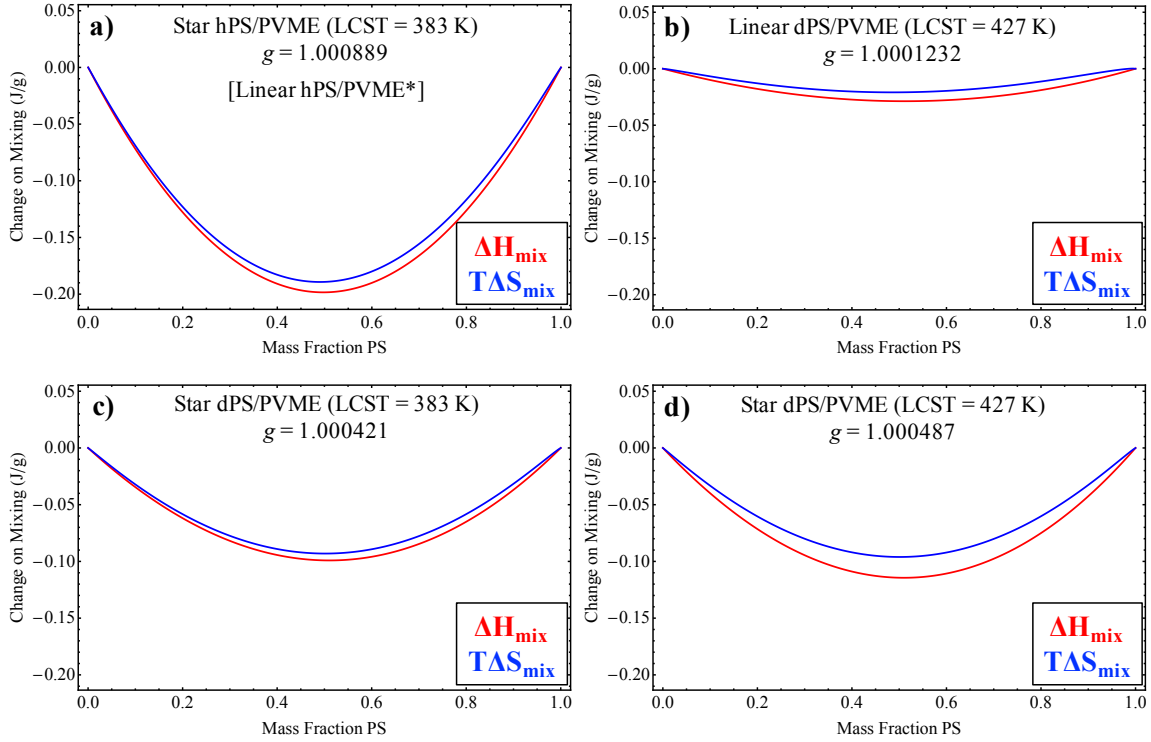 a)
Star hPS/PVME (LCST = 383 K)
g = 1.000889
[Linear hPS/PVME*]
Change on Mixing (J/g)
0.05
0.00
−0.05
−0.10
−0.15
−0.20
ΔHmix
TΔSmix
0.0 0.2 0.4 0.6 0.8 1.0
Mass Fraction PS
b)
Linear dPS/PVME (LCST = 427 K)
g = 1.0001232
Change on Mixing (J/g)
0.05
0.00
−0.05
−0.10
−0.15
−0.20
ΔHmix
TΔSmix
0.0 0.2 0.4 0.6 0.8 1.0
Mass Fraction PS
c)
Star dPS/PVME (LCST = 383 K)
g = 1.000421
Change on Mixing (J/g)
0.05
0.00
−0.05
−0.10
−0.15
−0.20
ΔHmix
TΔSmix
0.0 0.2 0.4 0.6 0.8 1.0
Mass Fraction PS
d)
Star dPS/PVME (LCST = 427 K)
g = 1.000487
Change on Mixing (J/g)
0.05
0.00
−0.05
−0.10
−0.15
−0.20
ΔHmix
TΔSmix
0.0 0.2 0.4 0.6 0.8 1.0
Mass Fraction PS